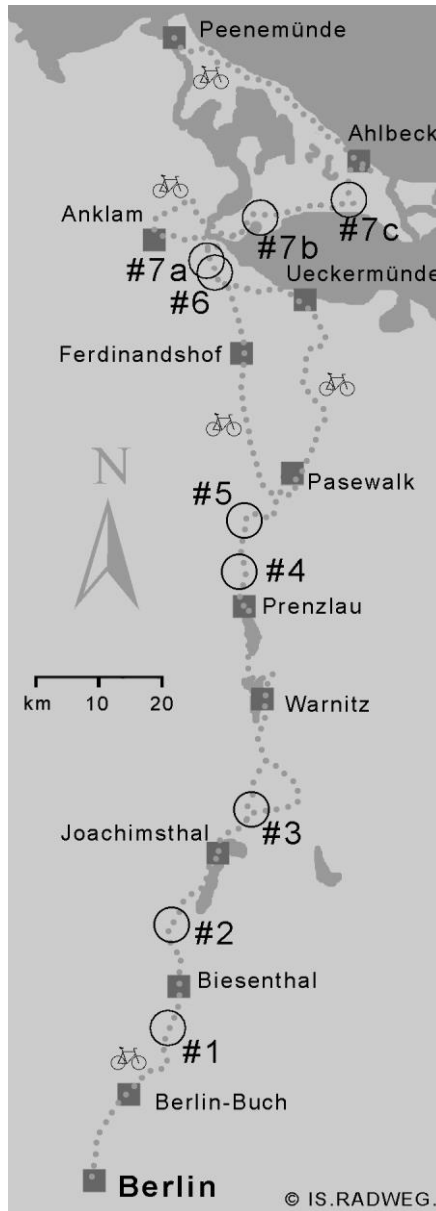 Peenemünde
Ahlbeck
Anklam
#7b
#7c
#7a
#6
Ueckermünde
Ferdinandshof
N
Pasewalk
#5
#4
Prenzlau
km 10 20
Warnitz
#3
Joachimsthal
#2
Biesenthal
#1
Berlin-Buch
Berlin
© IS.RADWEG.